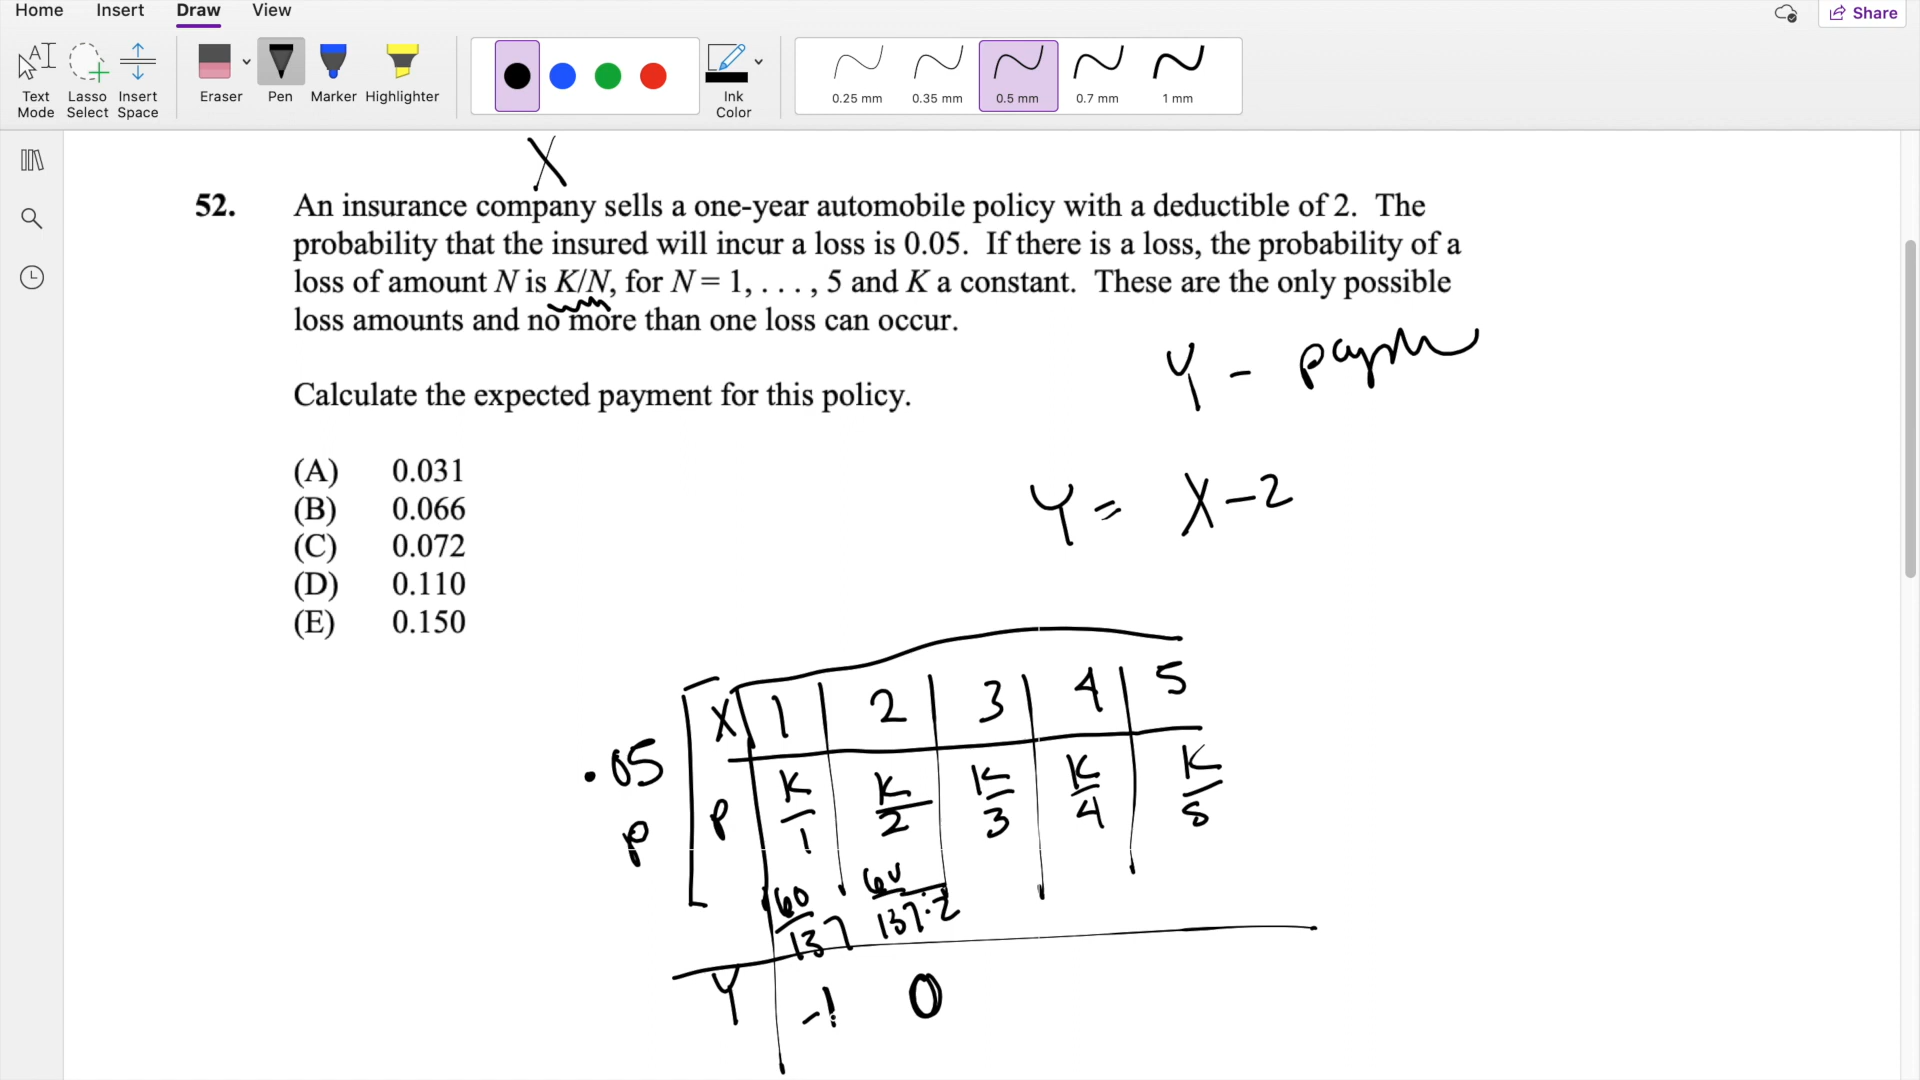 Home Insert Draw View Share
Text Mode Lasso Select Insert Space Eraser Pen Marker Highlighter Ink Color 0.25 mm 0.35 mm 0.5 mm 0.7 mm 1 mm
X
52. An insurance company sells a one-year automobile policy with a deductible of 2. The
probability that the insured will incur a loss is 0.05. If there is a loss, the probability of a
loss of amount N is K/N, for N = 1, . . . , 5 and K a constant. These are the only possible
loss amounts and no more than one loss can occur.
Y -
Calculate the expected payment for this policy.
(A) 0.031
(B) 0.066
Y = X - 2
(C) 0.072
(D) 0.110
(E) 0.150
X 1 2 3 4 5
.05
P P K/1 K/2 K/3 K/4 K/5
60/137 60/137·2
Y -1 0